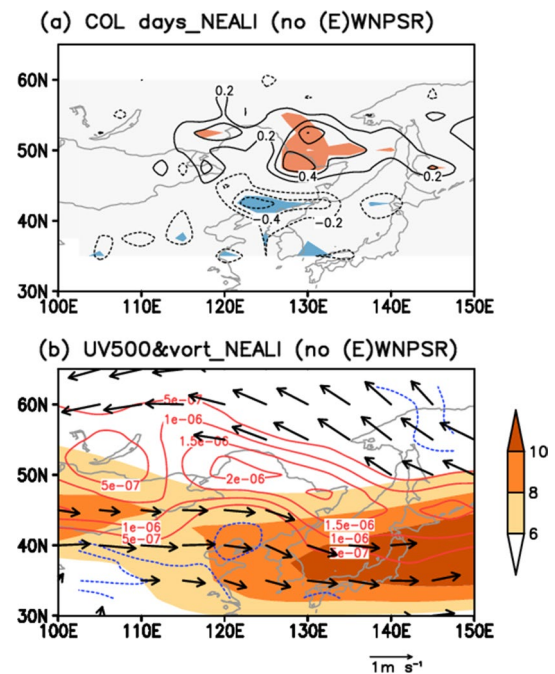 (a) COL days_NEALI (no (E)WNPSR)
60N
50N
40N
30N
0.2
0.2
0.2
0.4
-0.4
-0.2
100E 110E 120E 130E 140E 150E
(b) UV500&vort_NEALI (no (E)WNPSR)
60N
50N
40N
30N
5e-07
1e-06
1.5e-06
2e-06
5e-07
1e-06
5e-07
1.5e-06
1e-06
10
8
6
100E 110E 120E 130E 140E 150E
1m s⁻¹